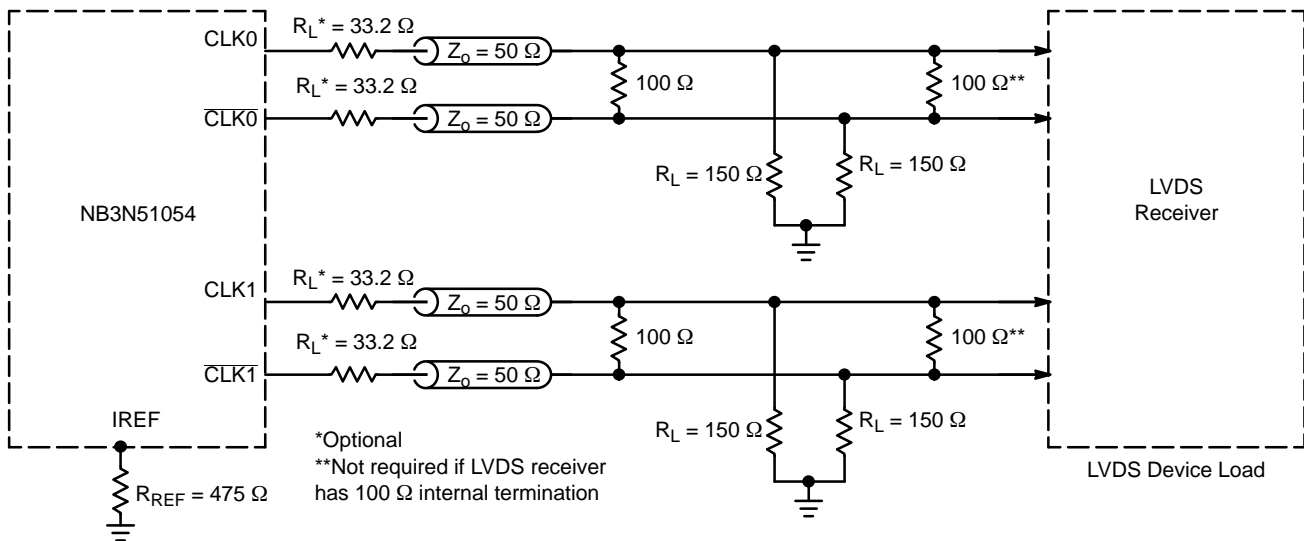 CLK0
R_L* = 33.2 Ω
Z_o = 50 Ω
100 Ω
100 Ω**
R_L* = 33.2 Ω
C̅L̅K̅0̅
Z_o = 50 Ω
R_L = 150 Ω
R_L = 150 Ω
NB3N51054
LVDS
Receiver
CLK1
R_L* = 33.2 Ω
Z_o = 50 Ω
100 Ω
100 Ω**
R_L* = 33.2 Ω
C̅L̅K̅1̅
Z_o = 50 Ω
IREF
R_L = 150 Ω
R_L = 150 Ω
*Optional
**Not required if LVDS receiver
has 100 Ω internal termination
R_REF = 475 Ω
LVDS Device Load